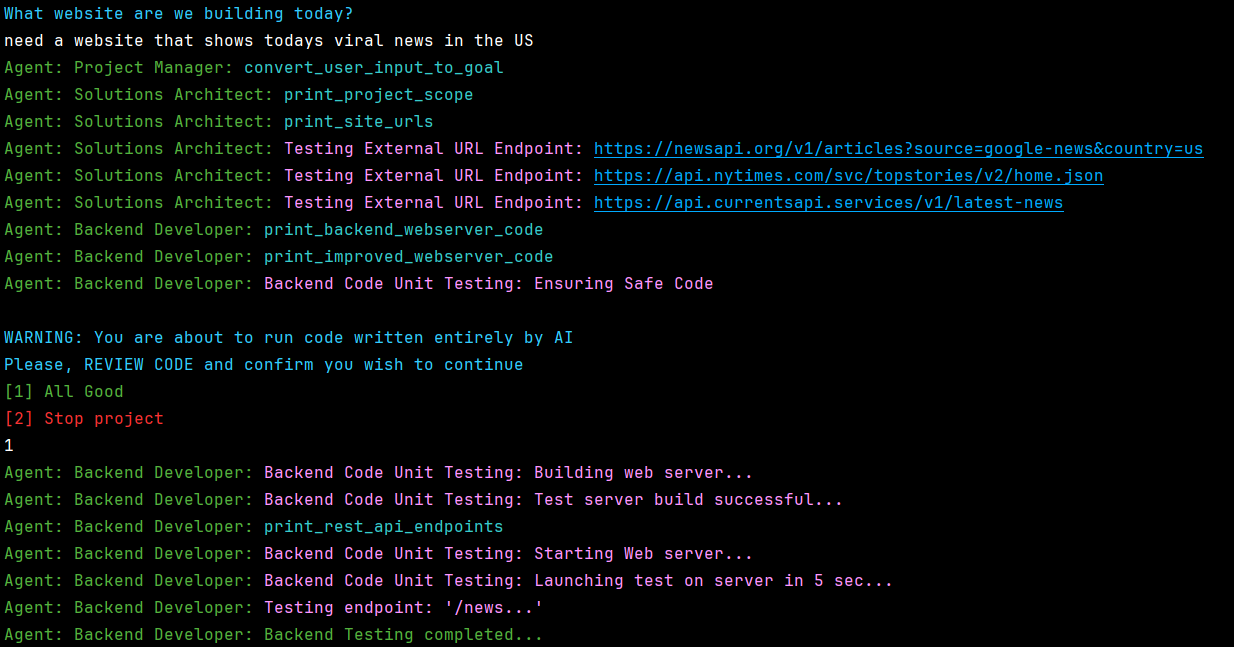 What website are we building today?
need a website that shows todays viral news in the US
Agent: Project Manager: convert_user_input_to_goal
Agent: Solutions Architect: print_project_scope
Agent: Solutions Architect: print_site_urls
Agent: Solutions Architect: Testing External URL Endpoint: https://newsapi.org/v1/articles?source=google-news&country=us
Agent: Solutions Architect: Testing External URL Endpoint: https://api.nytimes.com/svc/topstories/v2/home.json
Agent: Solutions Architect: Testing External URL Endpoint: https://api.currentsapi.services/v1/latest-news
Agent: Backend Developer: print_backend_webserver_code
Agent: Backend Developer: print_improved_webserver_code
Agent: Backend Developer: Backend Code Unit Testing: Ensuring Safe Code
WARNING: You are about to run code written entirely by AI
Please, REVIEW CODE and confirm you wish to continue
[1] All Good
[2] Stop project
1
Agent: Backend Developer: Backend Code Unit Testing: Building web server...
Agent: Backend Developer: Backend Code Unit Testing: Test server build successful...
Agent: Backend Developer: print_rest_api_endpoints
Agent: Backend Developer: Backend Code Unit Testing: Starting Web server...
Agent: Backend Developer: Backend Code Unit Testing: Launching test on server in 5 sec...
Agent: Backend Developer: Testing endpoint: '/news...'
Agent: Backend Developer: Backend Testing completed...